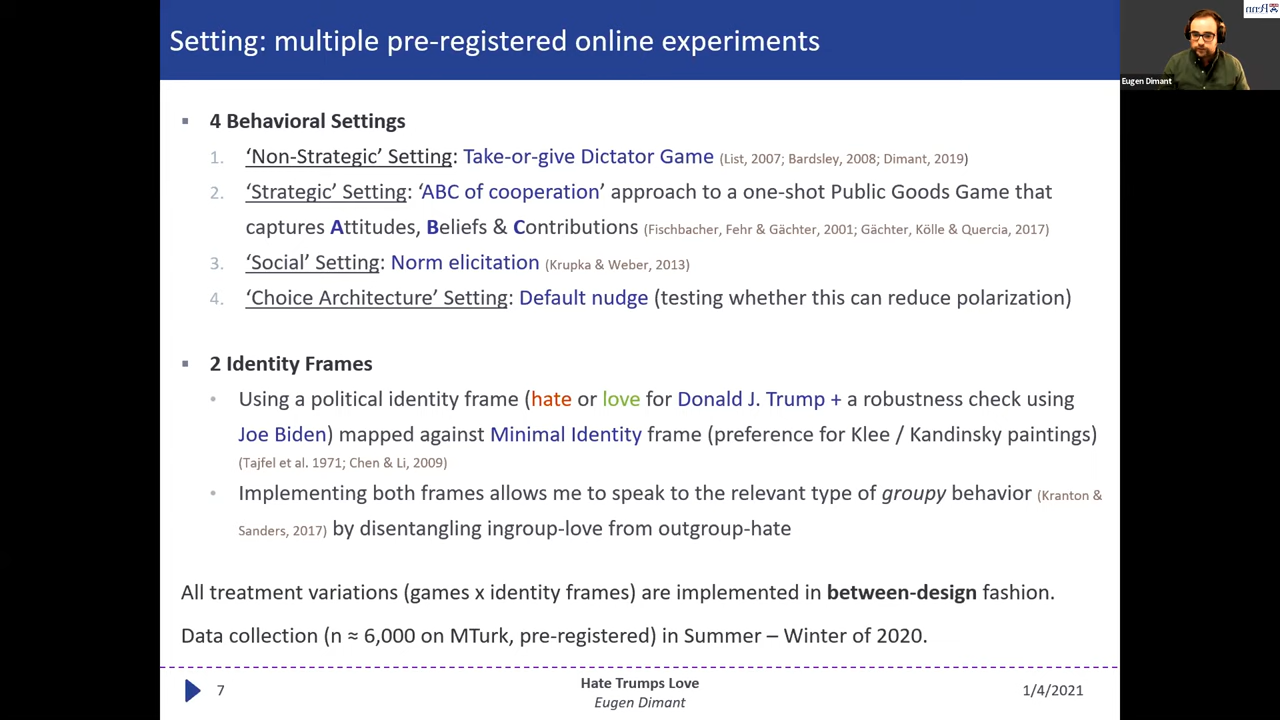 Setting: multiple pre-registered online experiments
Eugen Dimant
▪ 4 Behavioral Settings
1. ‘Non-Strategic’ Setting: Take-or-give Dictator Game (List, 2007; Bardsley, 2008; Dimant, 2019)
2. ‘Strategic’ Setting: ‘ABC of cooperation’ approach to a one-shot Public Goods Game that
captures Attitudes, Beliefs & Contributions (Fischbacher, Fehr & Gächter, 2001; Gächter, Kölle & Quercia, 2017)
3. ‘Social’ Setting: Norm elicitation (Krupka & Weber, 2013)
4. ‘Choice Architecture’ Setting: Default nudge (testing whether this can reduce polarization)
▪ 2 Identity Frames
• Using a political identity frame (hate or love for Donald J. Trump + a robustness check using
Joe Biden) mapped against Minimal Identity frame (preference for Klee / Kandinsky paintings)
(Tajfel et al. 1971; Chen & Li, 2009)
• Implementing both frames allows me to speak to the relevant type of groupy behavior (Kranton &
Sanders, 2017) by disentangling ingroup-love from outgroup-hate
All treatment variations (games x identity frames) are implemented in between-design fashion.
Data collection (n ≈ 6,000 on MTurk, pre-registered) in Summer – Winter of 2020.
7
Hate Trumps Love
Eugen Dimant
1/4/2021